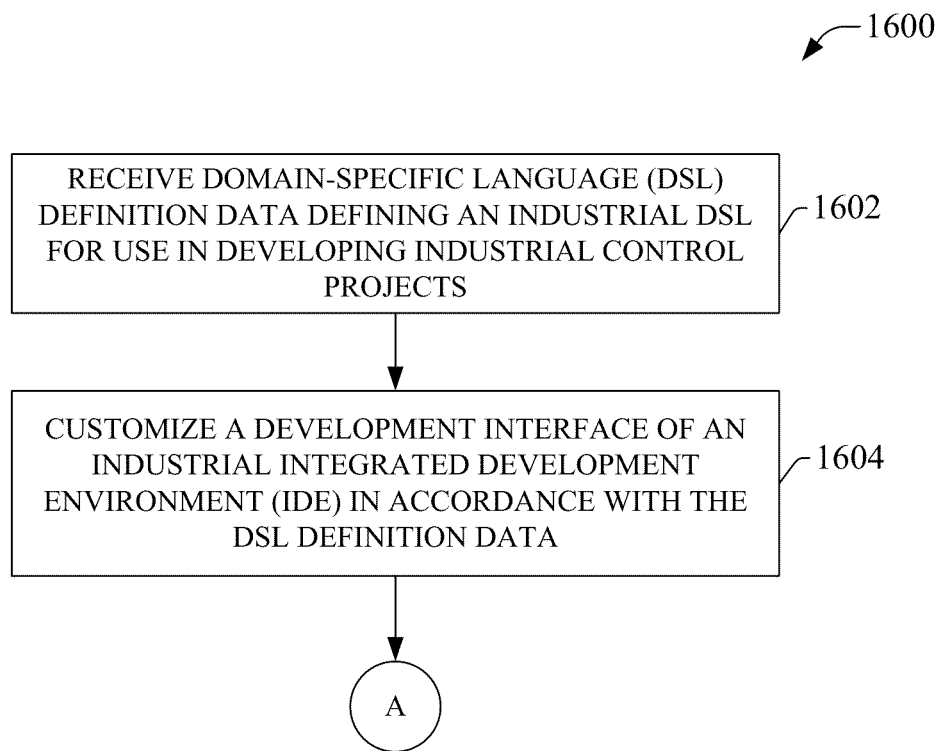 1600
RECEIVE DOMAIN-SPECIFIC LANGUAGE (DSL)
DEFINITION DATA DEFINING AN INDUSTRIAL DSL
FOR USE IN DEVELOPING INDUSTRIAL CONTROL
PROJECTS
1602
CUSTOMIZE A DEVELOPMENT INTERFACE OF AN
INDUSTRIAL INTEGRATED DEVELOPMENT
ENVIRONMENT (IDE) IN ACCORDANCE WITH THE
DSL DEFINITION DATA
1604
A